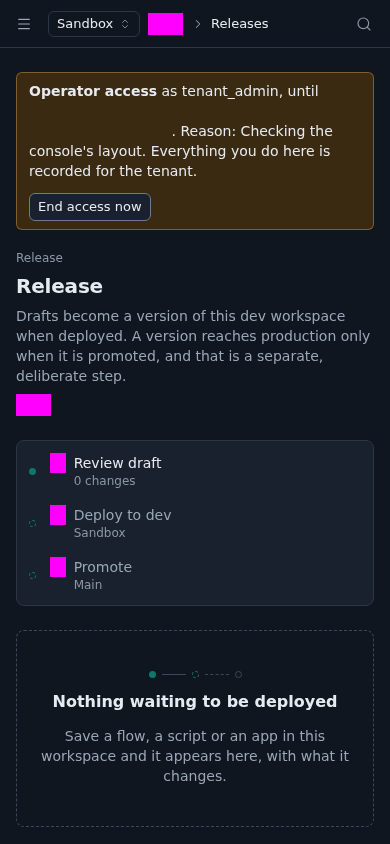 Sandbox
Releases
Operator access as tenant_admin, until
. Reason: Checking the
console's layout. Everything you do here is
recorded for the tenant.
End access now
Release
Release
Drafts become a version of this dev workspace
when deployed. A version reaches production only
when it is promoted, and that is a separate,
deliberate step.
Review draft
0 changes
Deploy to dev
Sandbox
Promote
Main
Nothing waiting to be deployed
Save a flow, a script or an app in this
workspace and it appears here, with what it
changes.